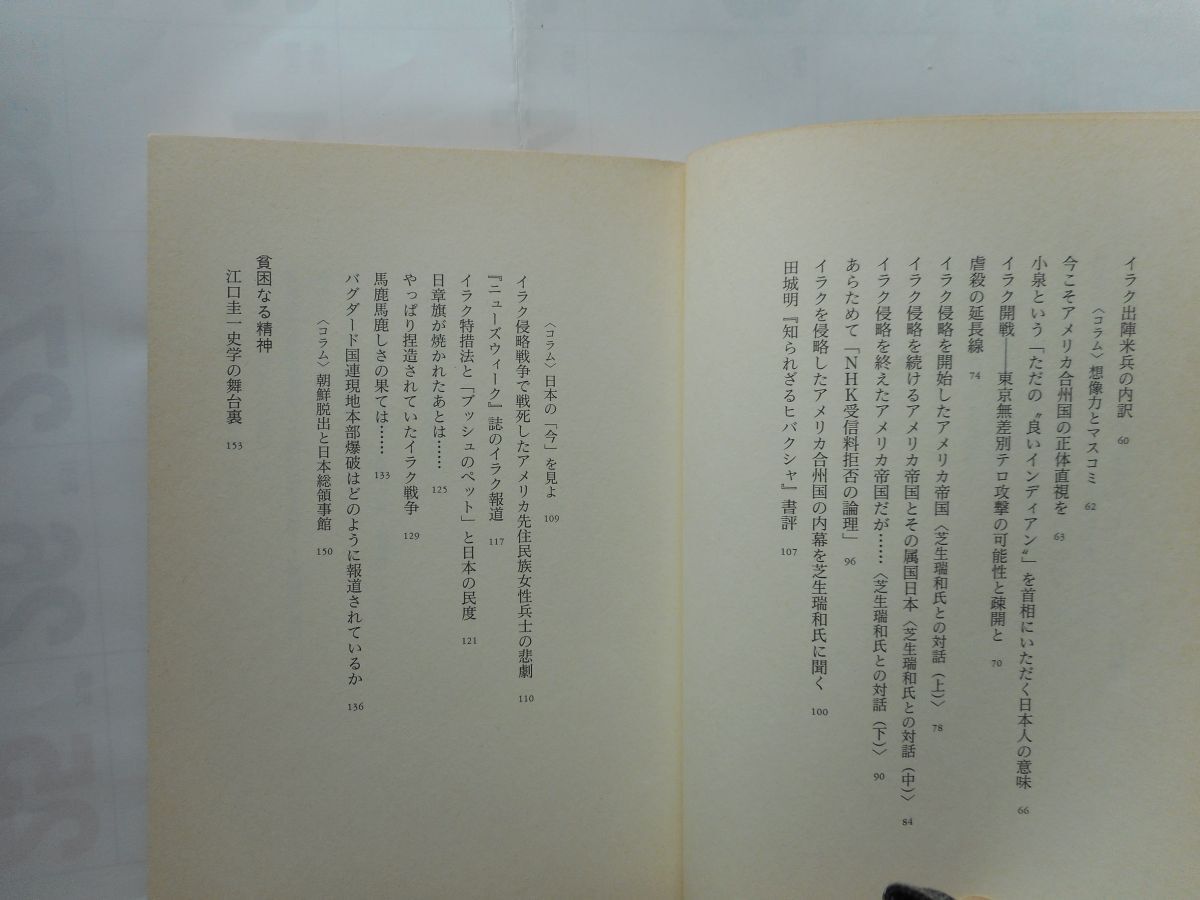 イラク出陣米兵の内訳 60
〈コラム〉想像力とマスコミ 62
今こそアメリカ合州国の正体直視を 63
小泉という「ただの〝良いインディアン〟」を首相にいただく日本人の意味 66
イラク開戦――東京無差別テロ攻撃の可能性と疎開と 70
虐殺の延長線 74
イラク侵略を開始したアメリカ帝国〈芝生瑞和氏との対話（上）〉 78
イラク侵略を続けるアメリカ帝国とその属国日本〈芝生瑞和氏との対話（中）〉 84
イラク侵略を終えたアメリカ帝国だが……〈芝生瑞和氏との対話（下）〉 90
あらためて「NHK受信料拒否の論理」 96
イラクを侵略したアメリカ合州国の内幕を芝生瑞和氏に聞く 100
田城明『知られざるヒバクシャ』書評 107
〈コラム〉日本の「今」を見よ 109
イラク侵略戦争で戦死したアメリカ先住民族女性兵士の悲劇 110
『ニューズウィーク』誌のイラク報道 117
イラク特措法と「ブッシュのペット」と日本の民度 121
日章旗が焼かれたあとは…… 125
やっぱり捏造されていたイラク戦争 129
馬鹿馬鹿しさの果ては…… 133
バグダード国連現地本部爆破はどのように報道されているか 136
〈コラム〉朝鮮脱出と日本総領事館 150
貧困なる精神
江口圭一史学の舞台裏 153